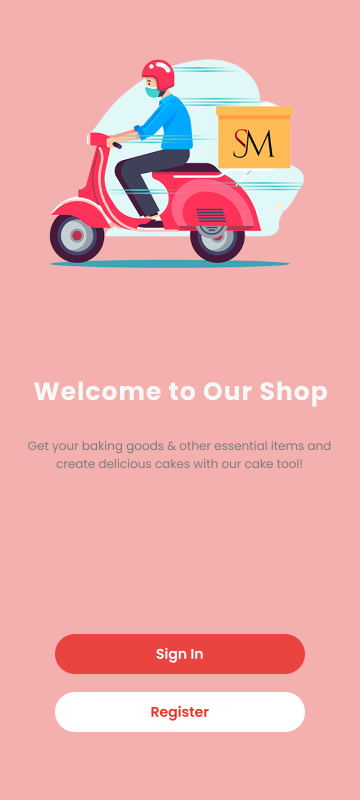 SM
Welcome to Our Shop
Get your baking goods & other essential items and
create delicious cakes with our cake tool!
Sign In
Register